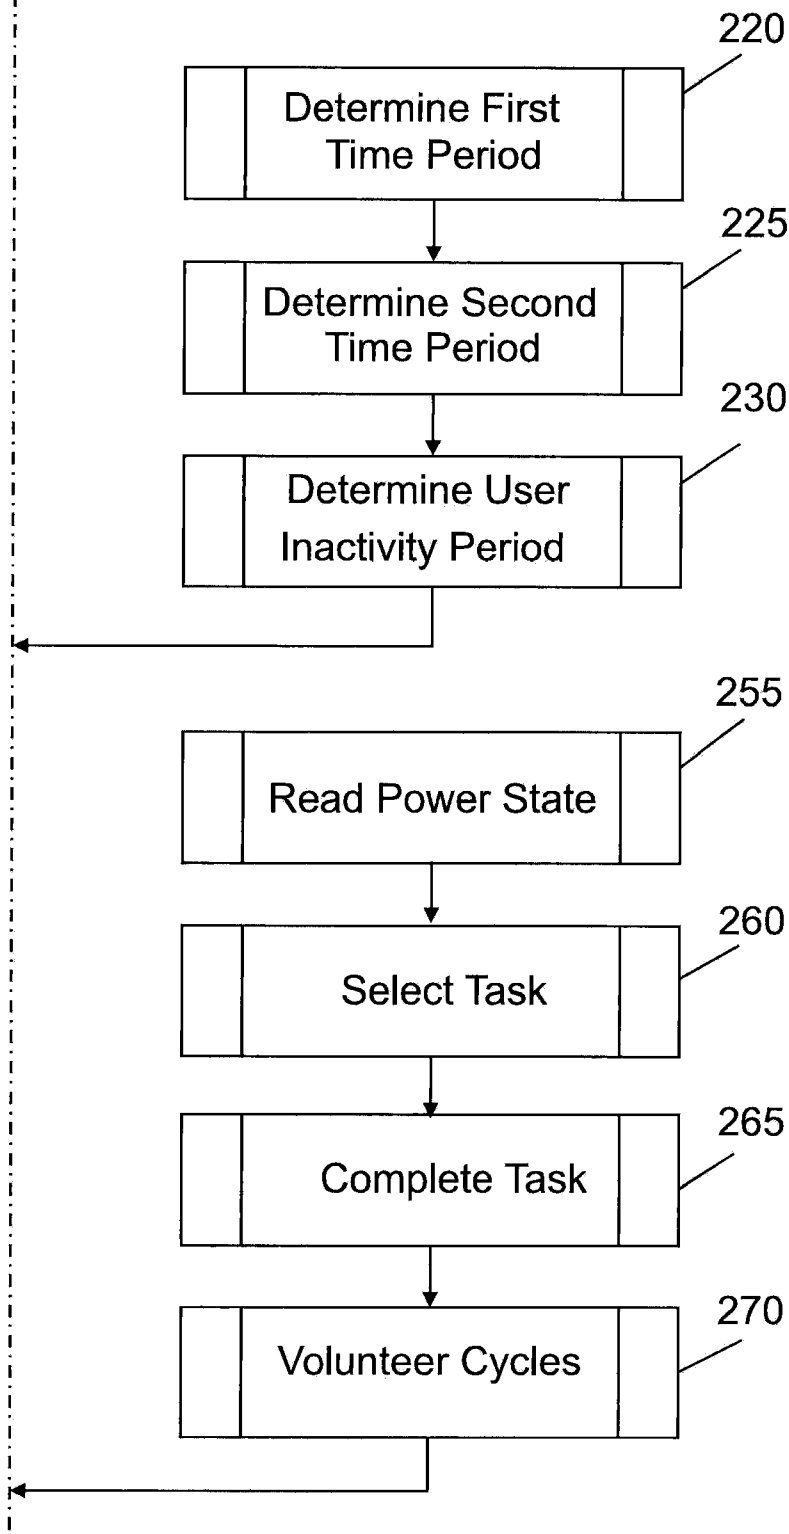 220
Determine First
Time Period
225
Determine Second
Time Period
230
Determine User
Inactivity Period
255
Read Power State
260
Select Task
265
Complete Task
270
Volunteer Cycles